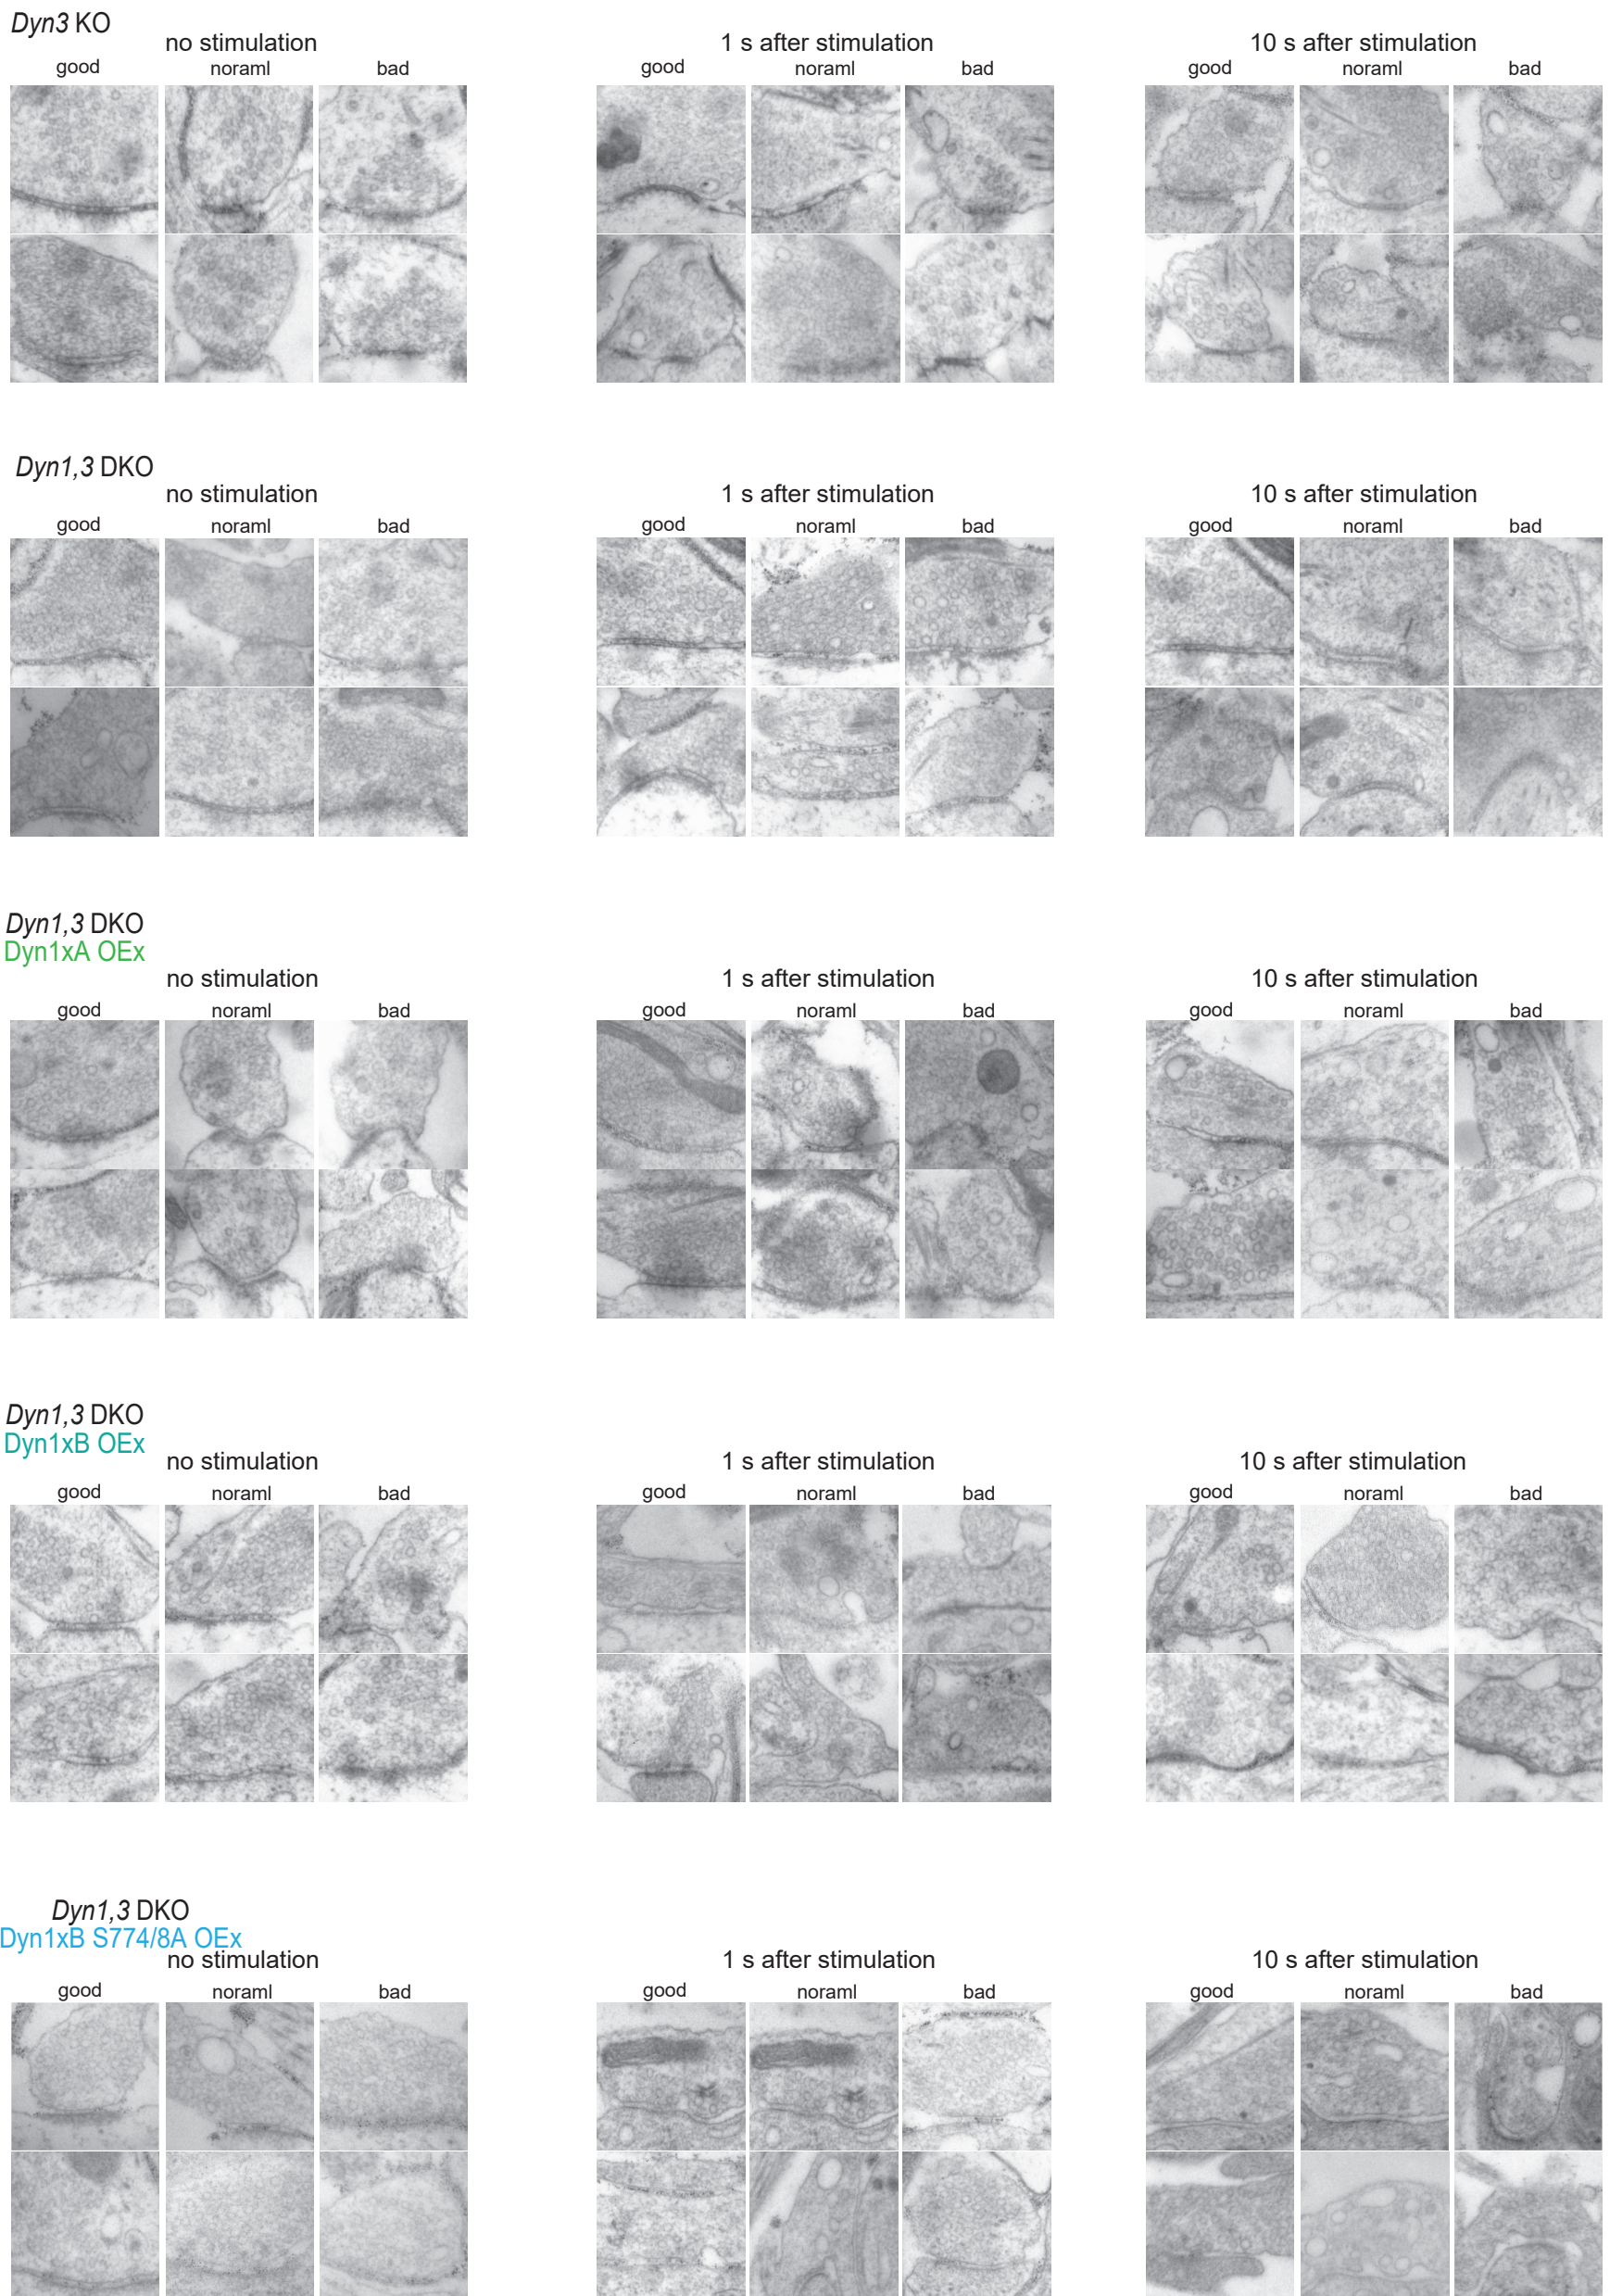 Dyn3 KO
no stimulation 1 s after stimulation 10 s after stimulation
good noraml bad good noraml bad good noraml bad
Dyn1,3 DKO
no stimulation 1 s after stimulation 10 s after stimulation
good noraml bad good noraml bad good noraml bad
Dyn1,3 DKO
Dyn1xA OEx
no stimulation 1 s after stimulation 10 s after stimulation
good noraml bad good noraml bad good noraml bad
Dyn1,3 DKO
Dyn1xB OEx
no stimulation 1 s after stimulation 10 s after stimulation
good noraml bad good noraml bad good noraml bad
Dyn1,3 DKO
Dyn1xB S774/8A OEx
no stimulation 1 s after stimulation 10 s after stimulation
good noraml bad good noraml bad good noraml bad